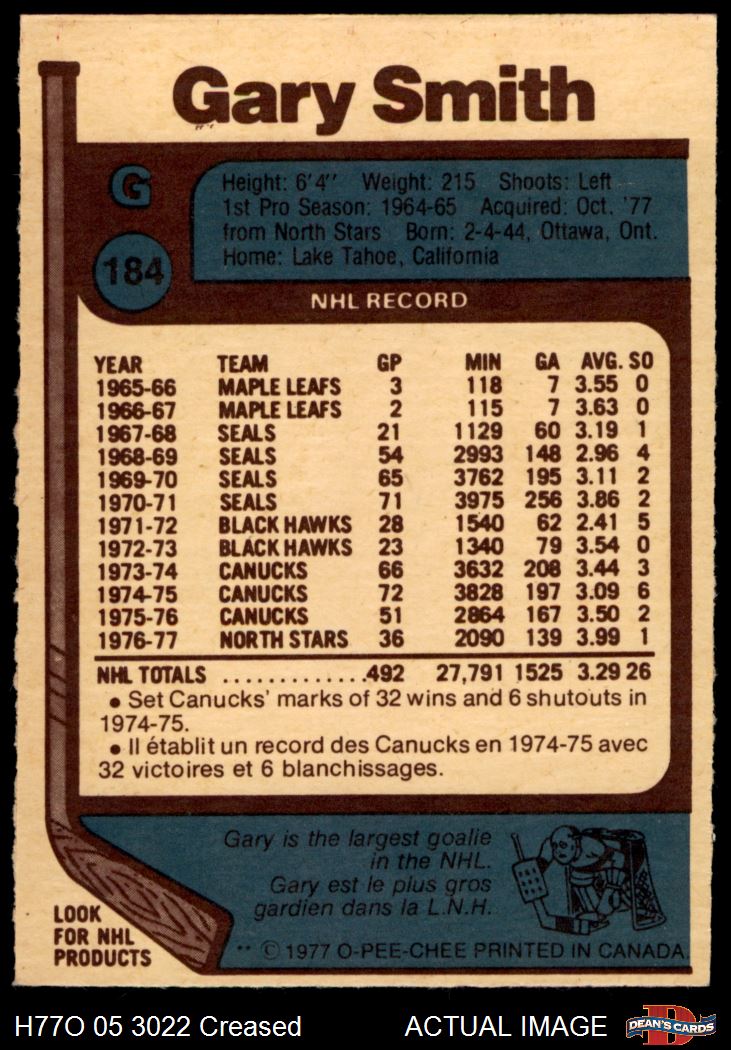 Gary Smith
G
184
Height: 6'4'' Weight: 215 Shoots: Left
1st Pro Season: 1964-65 Acquired: Oct. '77
from North Stars Born: 2-4-44, Ottawa, Ont.
Home: Lake Tahoe, California
NHL RECORD
YEAR TEAM GP MIN GA AVG. SO
1965-66 MAPLE LEAFS 3 118 7 3.55 0
1966-67 MAPLE LEAFS 2 115 7 3.63 0
1967-68 SEALS 21 1129 60 3.19 1
1968-69 SEALS 54 2993 148 2.96 4
1969-70 SEALS 65 3762 195 3.11 2
1970-71 SEALS 71 3975 256 3.86 2
1971-72 BLACK HAWKS 28 1540 62 2.41 5
1972-73 BLACK HAWKS 23 1340 79 3.54 0
1973-74 CANUCKS 66 3632 208 3.44 3
1974-75 CANUCKS 72 3828 197 3.09 6
1975-76 CANUCKS 51 2864 167 3.50 2
1976-77 NORTH STARS 36 2090 139 3.99 1
NHL TOTALS .............492 27,791 1525 3.29 26
• Set Canucks' marks of 32 wins and 6 shutouts in
1974-75.
• Il établit un record des Canucks en 1974-75 avec
32 victoires et 6 blanchissages.
Gary is the largest goalie
in the NHL.
Gary est le plus gros
gardien dans la L.N.H.
LOOK
FOR NHL
PRODUCTS
** © 1977 O-PEE-CHEE PRINTED IN CANADA
H77O 05 3022 Creased ACTUAL IMAGE
DEAN'S CARDS